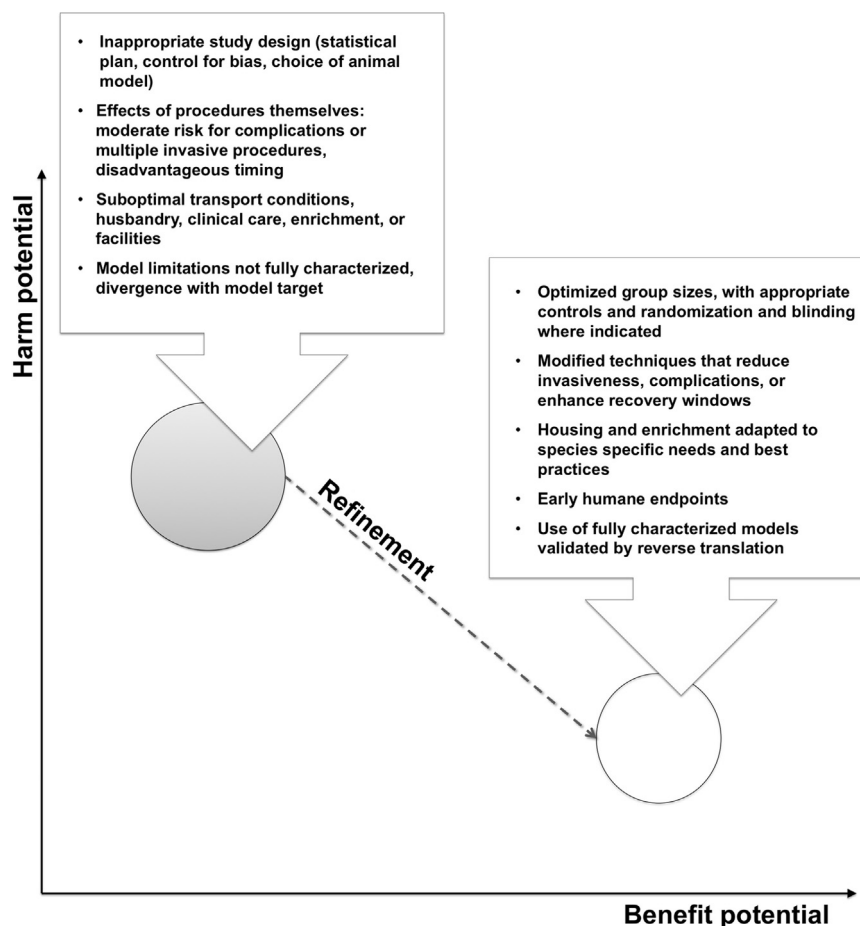 • Inappropriate study design (statistical
plan, control for bias, choice of animal
model)
• Effects of procedures themselves:
moderate risk for complications or
multiple invasive procedures,
disadvantageous timing
• Suboptimal transport conditions,
husbandry, clinical care, enrichment, or
facilities
• Model limitations not fully characterized,
divergence with model target
Harm potential
• Optimized group sizes, with appropriate
controls and randomization and blinding
where indicated
• Modified techniques that reduce
invasiveness, complications, or
enhance recovery windows
• Housing and enrichment adapted to
species specific needs and best
practices
• Early humane endpoints
• Use of fully characterized models
validated by reverse translation
Refinement
Benefit potential